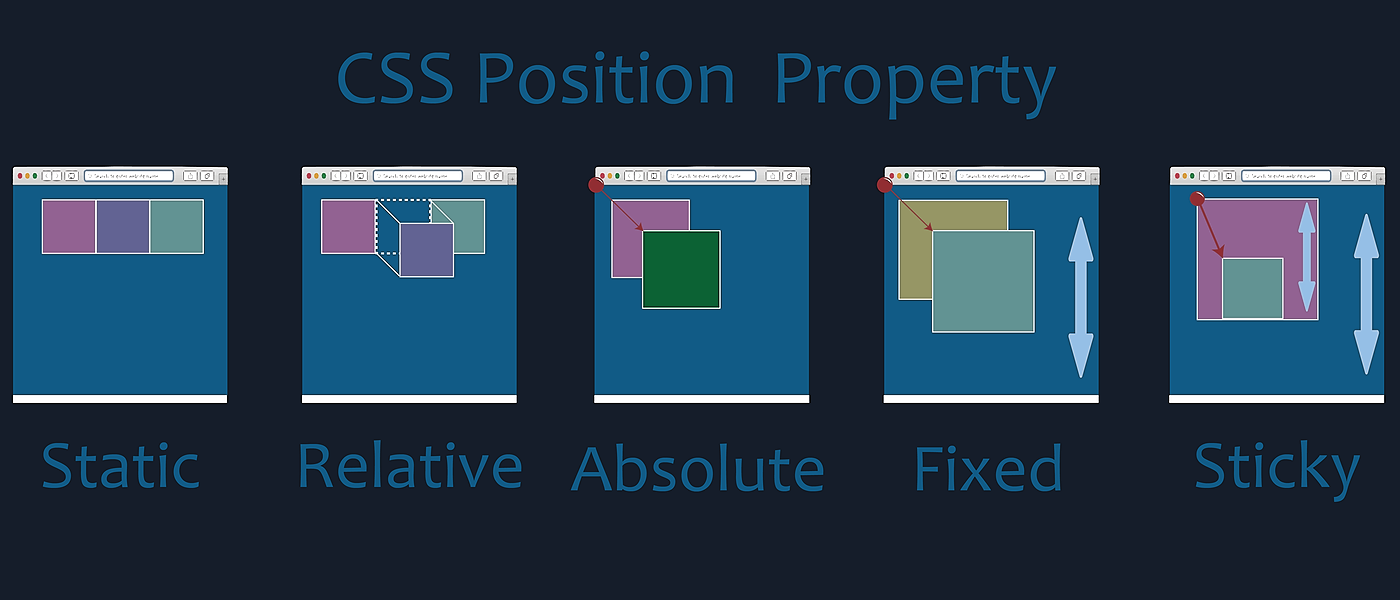 CSS Position Property
Static
Relative
Absolute
Fixed
Sticky